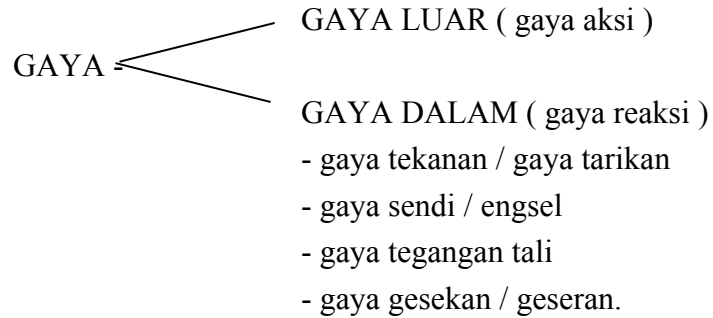 GAYA LUAR ( gaya aksi )
GAYA -
GAYA DALAM ( gaya reaksi )
- gaya tekanan / gaya tarikan
- gaya sendi / engsel
- gaya tegangan tali
- gaya gesekan / geseran.